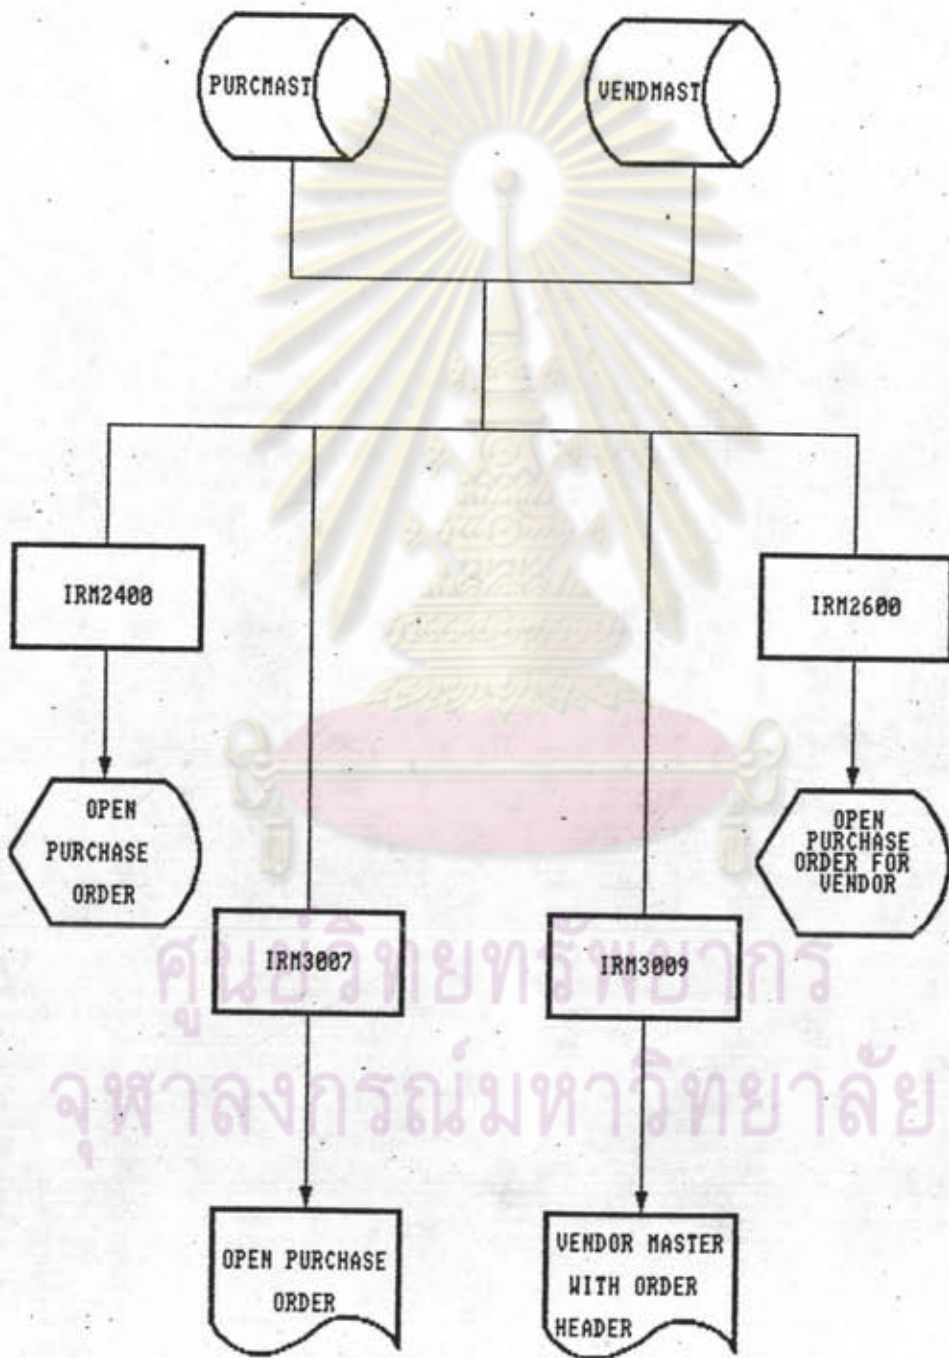 PURCMAST
VENDMAST
IRM2400
IRM2600
OPEN
PURCHASE
ORDER
OPEN
PURCHASE
ORDER FOR
VENDOR
IRM3007
IRM3009
ศูนย์วิทยทรัพยากร
จุฬาลงกรณ์มหาวิทยาลัย
OPEN PURCHASE
ORDER
VENDOR MASTER
WITH ORDER
HEADER